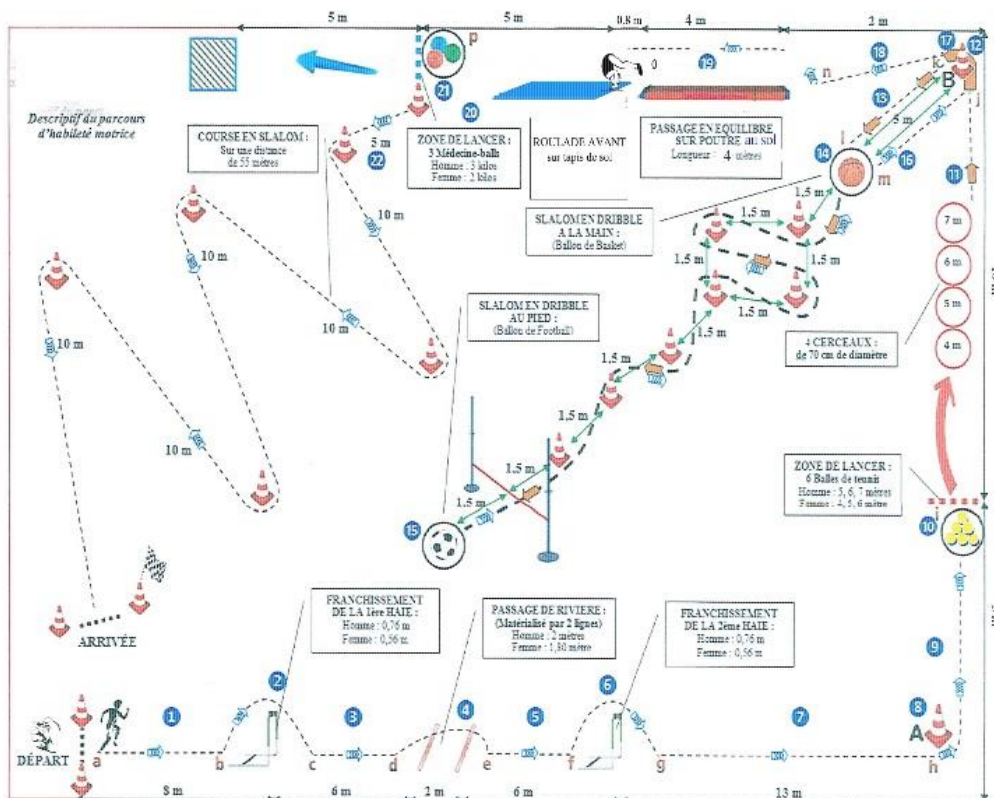 5 m
5 m
0.8 m
4 m
2 m
p
0
19
18
17
12
n
k
B
j
21
20
13
5 m
Descriptif du parcours
d'habileté motrice
COURSE EN SLALOM :
Sur une distance
de 55 mètres
5 m
22
ZONE DE LANCER :
3 Médecine-balls
Homme : 3 kilos
Femme : 2 kilos
ROULADE AVANT
sur tapis de sol
PASSAGE EN EQUILIBRE
SUR POUTRE au sol
Longueur : 4 mètres
14
l
16
m
11
10 m
1.5 m
SLALOM EN DRIBBLE
A LA MAIN :
(Ballon de Basket)
1.5 m
7 m
10 m
1.5 m
1.5 m
6 m
10 m
SLALOM EN DRIBBLE
AU PIED :
(Ballon de Football)
1.5 m
5 m
10 m
1.5 m
4 CERCEAUX :
de 70 cm de diamètre
4 m
1.5 m
1.5 m
10 m
1.5 m
1.5 m
ZONE DE LANCER :
6 Balles de tennis
Homme : 5, 6, 7 mètres
Femme : 4, 5, 6 mètre
i
10
15
ARRIVÉE
FRANCHISSEMENT
DE LA 1ère HAIE :
Homme : 0,76 m
Femme : 0,56 m
PASSAGE DE RIVIERE :
(Matérialisé par 2 lignes)
Homme : 2 mètres
Femme : 1,80 mètre
FRANCHISSEMENT
DE LA 2ème HAIE :
Homme : 0,76 m
Femme : 0,56 m
9
1
2
3
4
5
6
7
8
A
DÉPART
a
b
c
d
e
f
g
h
8 m
6 m
2 m
6 m
13 m